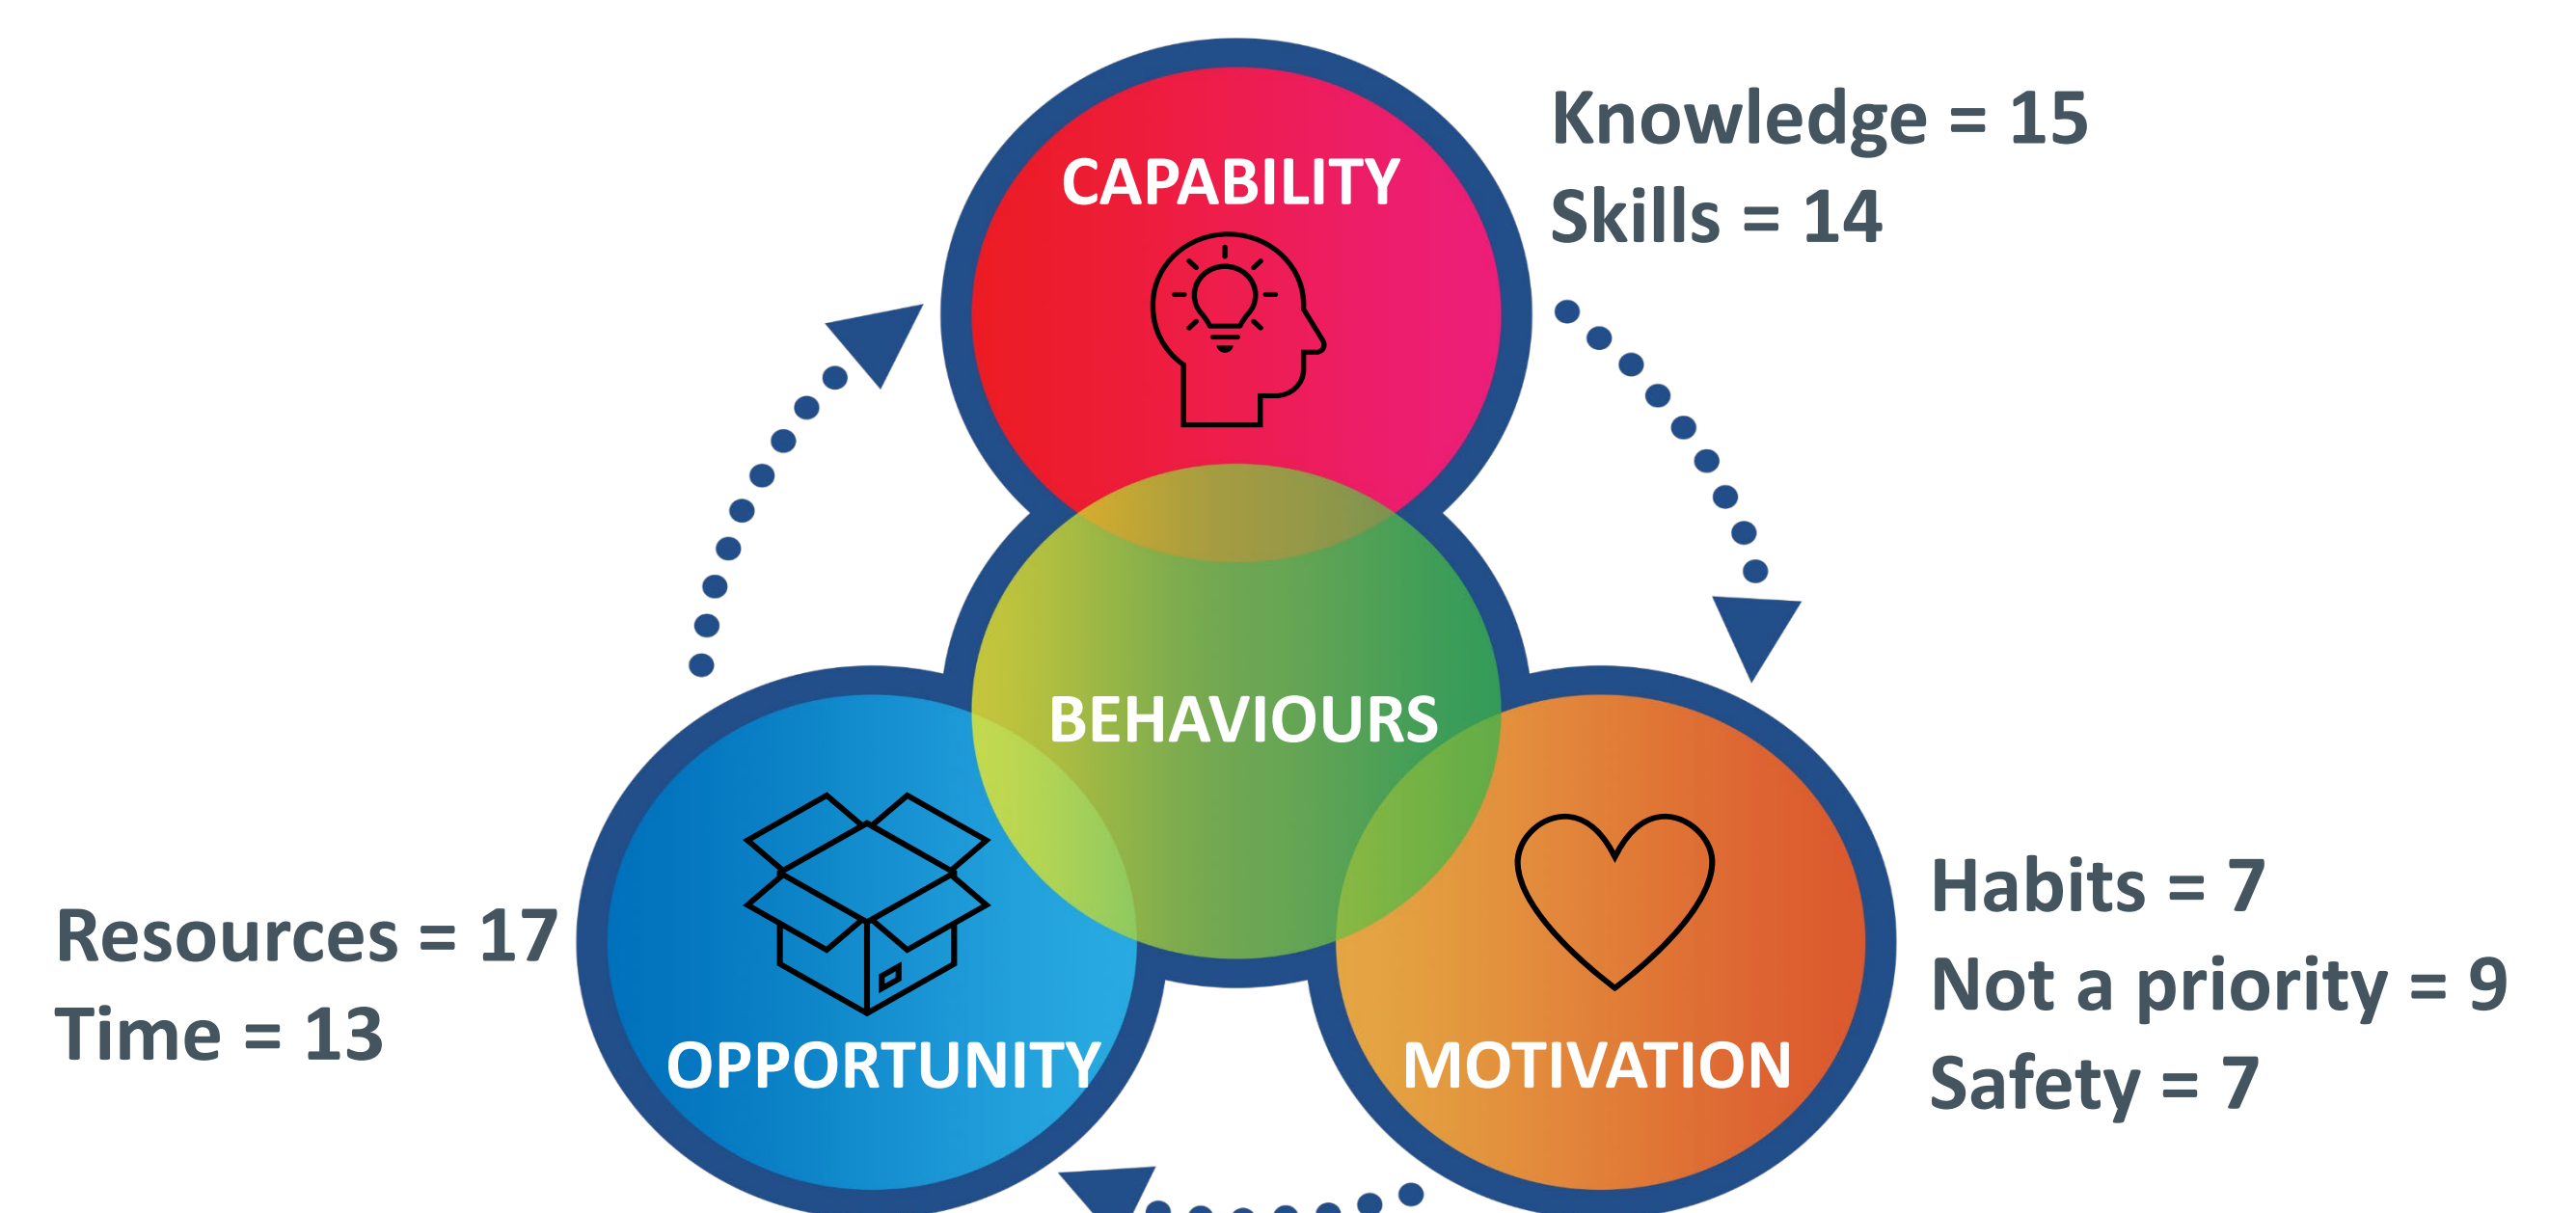 CAPABILITY
Knowledge = 15
Skills = 14
BEHAVIOURS
Resources = 17
Time = 13
OPPORTUNITY
MOTIVATION
Habits = 7
Not a priority = 9
Safety = 7